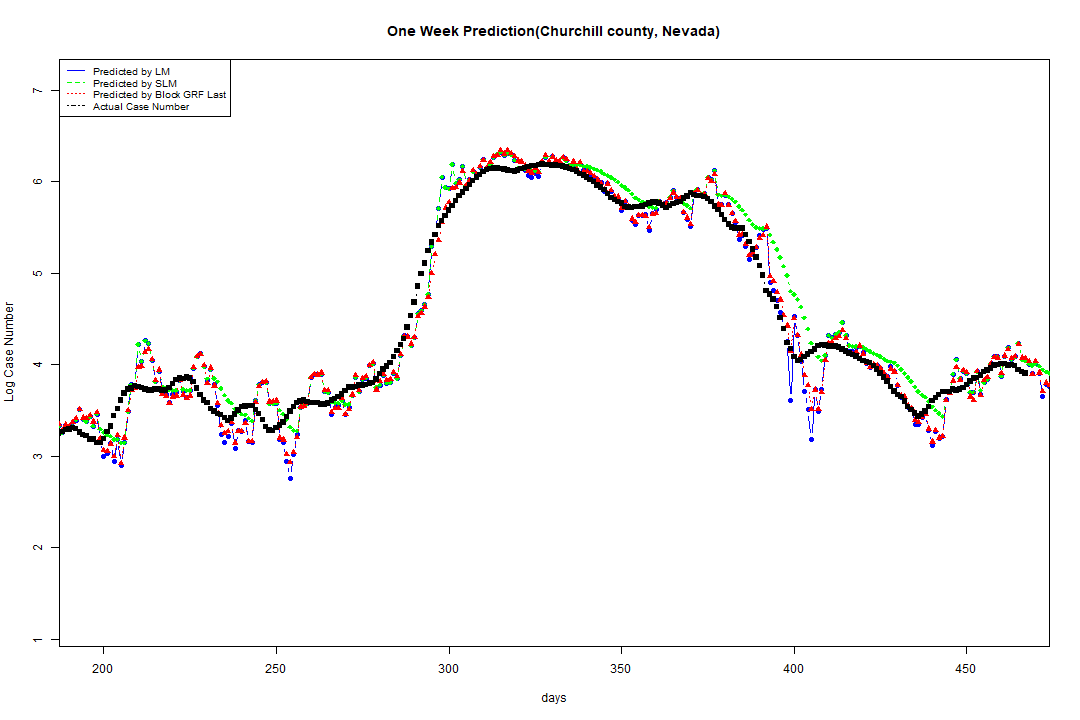 One Week Prediction(Churchill county, Nevada)
Predicted by LM
Predicted by SLM
Predicted by Block GRF Last
Actual Case Number
7
6
5
4
3
2
1
Log Case Number
200 250 300 350 400 450
days